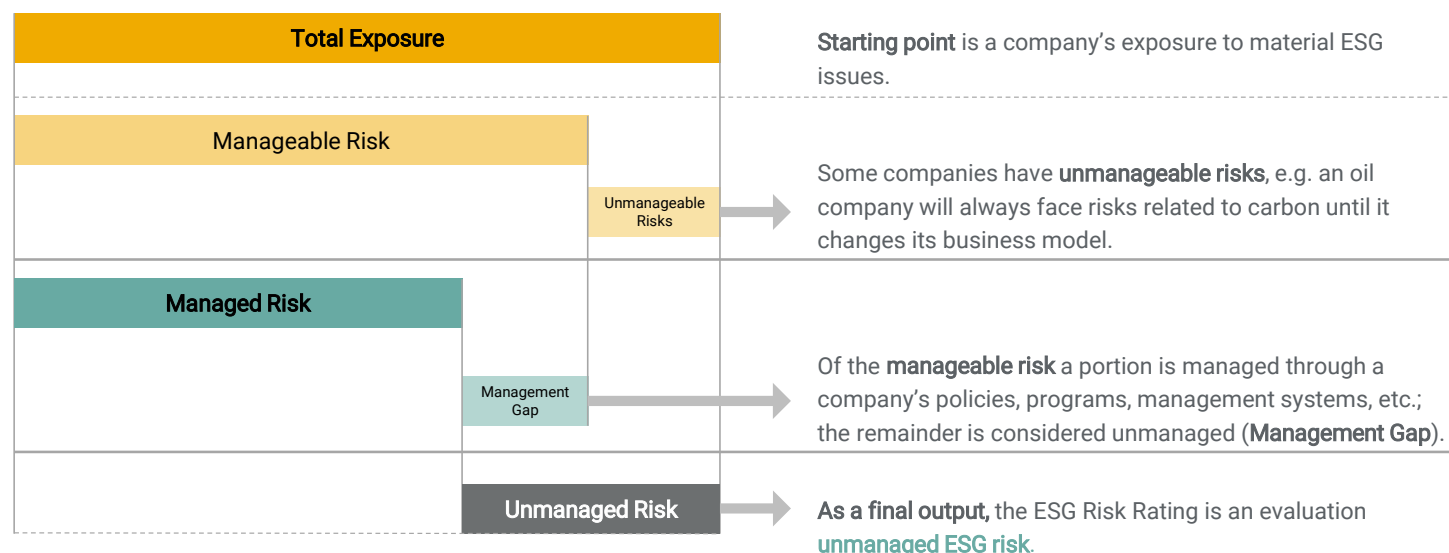 Total Exposure
Starting point is a company's exposure to material ESG
issues.
Manageable Risk
Unmanageable
Risks
Some companies have unmanageable risks, e.g. an oil
company will always face risks related to carbon until it
changes its business model.
Managed Risk
Management
Gap
Of the manageable risk a portion is managed through a
company's policies, programs, management systems, etc.;
the remainder is considered unmanaged (Management Gap).
Unmanaged Risk
As a final output, the ESG Risk Rating is an evaluation
unmanaged ESG risk.